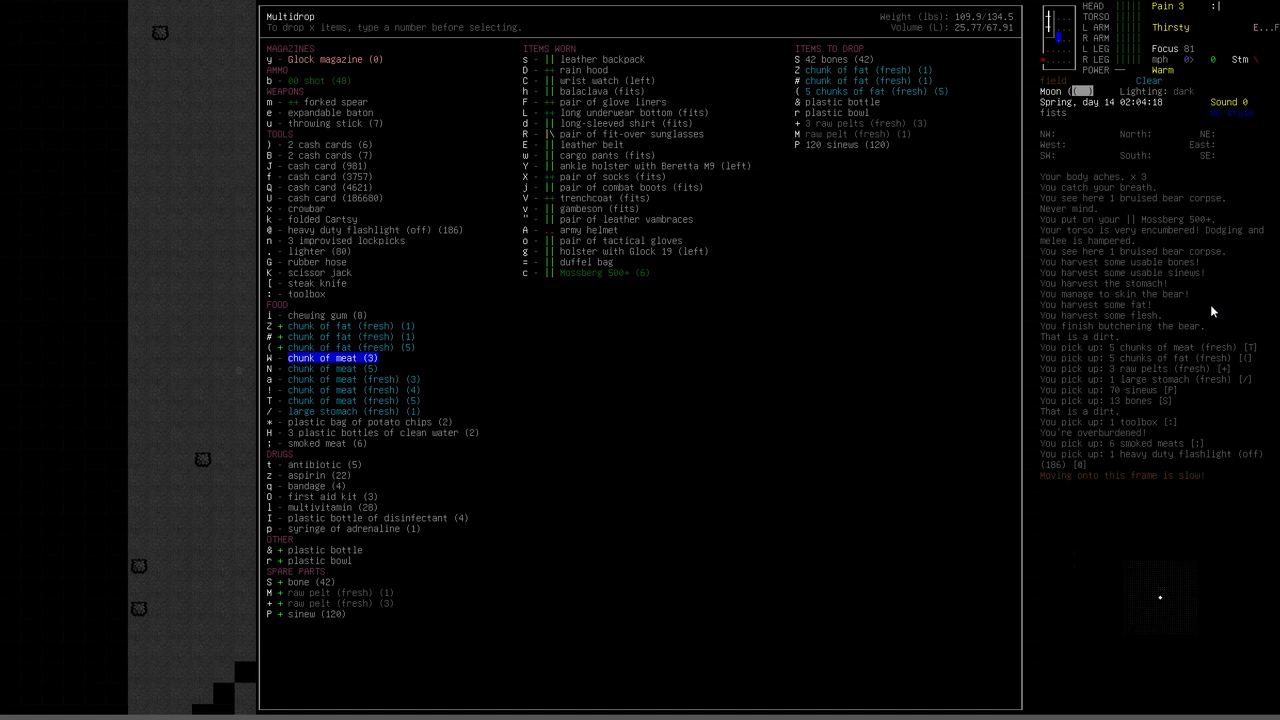 Multidrop
To drop x items, type a number before selecting.
Weight (lbs): 109.9/134.5
Volume (L): 25.77/67.91
MAGAZINES
y - Glock magazine (0)
AMMO
b - 00 shot (48)
WEAPONS
m - ++ forked spear
e - expandable baton
u - throwing stick (7)
TOOLS
) - 2 cash cards (6)
B - 2 cash cards (7)
J - cash card (901)
f - cash card (3757)
Q - cash card (4621)
U - cash card (186680)
x - crowbar
k - folded Cartsy
@ - heavy duty flashlight (off) (186)
n - 3 improvised lockpicks
. - lighter (80)
G - rubber hose
K - scissor jack
[ - steak knife
: - toolbox
FOOD
i - chewing gum (8)
Z + chunk of fat (fresh) (1)
# + chunk of fat (fresh) (1)
( + chunk of fat (fresh) (5)
W - chunk of meat (3)
N - chunk of meat (5)
a - chunk of meat (fresh) (3)
! - chunk of meat (fresh) (4)
T - chunk of meat (fresh) (5)
/ - large stomach (fresh) (1)
* - plastic bag of potato chips (2)
H - 3 plastic bottles of clean water (2)
; - smoked meat (6)
DRUGS
t - antibiotic (5)
z - aspirin (22)
q - bandage (4)
O - first aid kit (3)
l - multivitamin (28)
I - plastic bottle of disinfectant (4)
p - syringe of adrenaline (1)
OTHER
& + plastic bottle
r + plastic bowl
SPARE PARTS
S + bone (42)
M + raw pelt (fresh) (1)
+ + raw pelt (fresh) (3)
P + sinew (120)
ITEMS WORN
s - || leather backpack
D - ++ rain hood
C - || wrist watch (left)
h - || balaclava (fits)
F - ++ pair of glove liners
L - ++ long underwear bottom (fits)
d - || long-sleeved shirt (fits)
R - |\ pair of fit-over sunglasses
E - || leather belt
w - || cargo pants (fits)
Y - || ankle holster with Beretta M9 (left)
X - ++ pair of socks (fits)
j - || pair of combat boots (fits)
V - ++ trenchcoat (fits)
v - || gambeson (fits)
" - || pair of leather vambraces
A - .. army helmet
o - || pair of tactical gloves
g - || holster with Glock 19 (left)
= - || duffel bag
c - || Mossberg 500+ (6)
ITEMS TO DROP
S 42 bones (42)
Z chunk of fat (fresh) (1)
# chunk of fat (fresh) (1)
( 5 chunks of fat (fresh) (5)
& plastic bottle
r plastic bowl
+ 3 raw pelts (fresh) (3)
M raw pelt (fresh) (1)
P 120 sinews (120)
HEAD
TORSO
L ARM
R ARM
L LEG
R LEG
POWER —
Pain 3
:|
Thirsty
E...F
Focus 81
mph 0> 0 Stm \
Warm
field
Clear
Moon (( ))
Lighting: dark
Spring, day 14 02:04:18
Sound 0
fists
NW: North: NE:
West: East:
SW: South: SE:
Your body aches. x 3
You catch your breath.
You see here 1 bruised bear corpse.
Never mind.
You put on your || Mossberg 500+.
Your torso is very encumbered! Dodging and
melee is hampered.
You see here 1 bruised bear corpse.
You harvest some usable bones!
You harvest some usable sinews!
You harvest the stomach!
You manage to skin the bear!
You harvest some fat!
You harvest some flesh.
You finish butchering the bear.
That is a dirt.
You pick up: 5 chunks of meat (fresh) [T]
You pick up: 5 chunks of fat (fresh) [(]
You pick up: 3 raw pelts (fresh) [+]
You pick up: 1 large stomach (fresh) [/]
You pick up: 70 sinews [P]
You pick up: 13 bones [S]
That is a dirt.
You pick up: 1 toolbox [:]
You're overburdened!
You pick up: 6 smoked meats [;]
You pick up: 1 heavy duty flashlight (off)
(186) [@]
Moving onto this frame is slow!